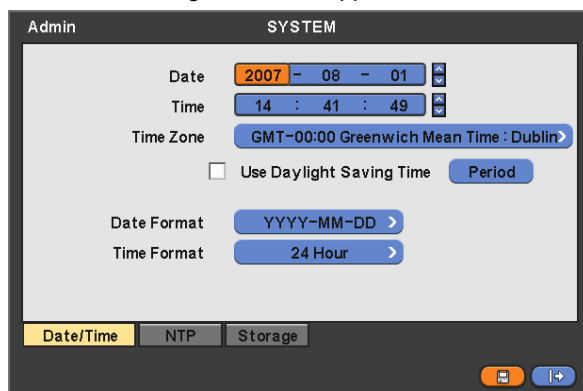 Admin SYSTEM
Date 2007 - 08 - 01
Time 14 : 41 : 49
Time Zone GMT-00:00 Greenwich Mean Time : Dublin
Use Daylight Saving Time Period
Date Format YYYY-MM-DD
Time Format 24 Hour
Date/Time NTP Storage